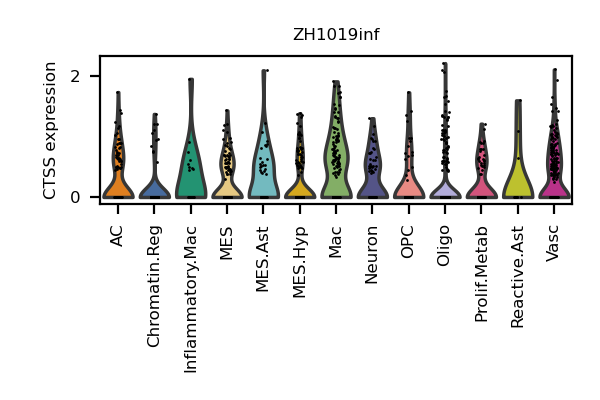 ZH1019inf
CTSS expression
2
0
AC
Chromatin.Reg
Inflammatory.Mac
MES
MES.Ast
MES.Hyp
Mac
Neuron
OPC
Oligo
Prolif.Metab
Reactive.Ast
Vasc